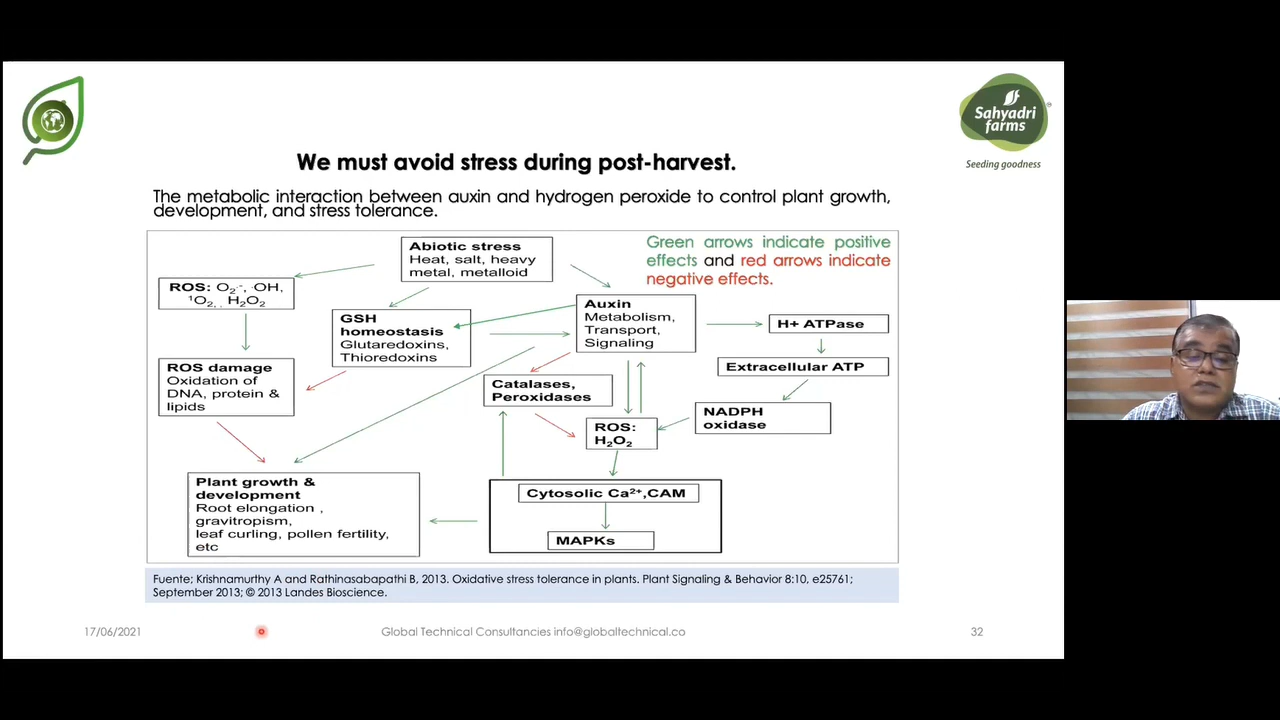 Sahyadri
farms
Seeding goodness
We must avoid stress during post-harvest.
The metabolic interaction between auxin and hydrogen peroxide to control plant growth,
development, and stress tolerance.
Green arrows indicate positive
effects and red arrows indicate
negative effects.
Abiotic stress
Heat, salt, heavy
metal, metalloid
ROS: O₂·⁻, ·OH,
¹O₂, . H₂O₂
GSH
homeostasis
Glutaredoxins,
Thioredoxins
Auxin
Metabolism,
Transport,
Signaling
H+ ATPase
Extracellular ATP
NADPH
oxidase
ROS damage
Oxidation of
DNA, protein &
lipids
Catalases,
Peroxidases
ROS:
H₂O₂
Plant growth &
development
Root elongation ,
gravitropism,
leaf curling, pollen fertility,
etc
Cytosolic Ca²⁺,CAM
MAPKs
Fuente; Krishnamurthy A and Rathinasabapathi B, 2013. Oxidative stress tolerance in plants. Plant Signaling & Behavior 8:10, e25761;
September 2013; © 2013 Landes Bioscience.
17/06/2021
Global Technical Consultancies info@globaltechnical.co
32